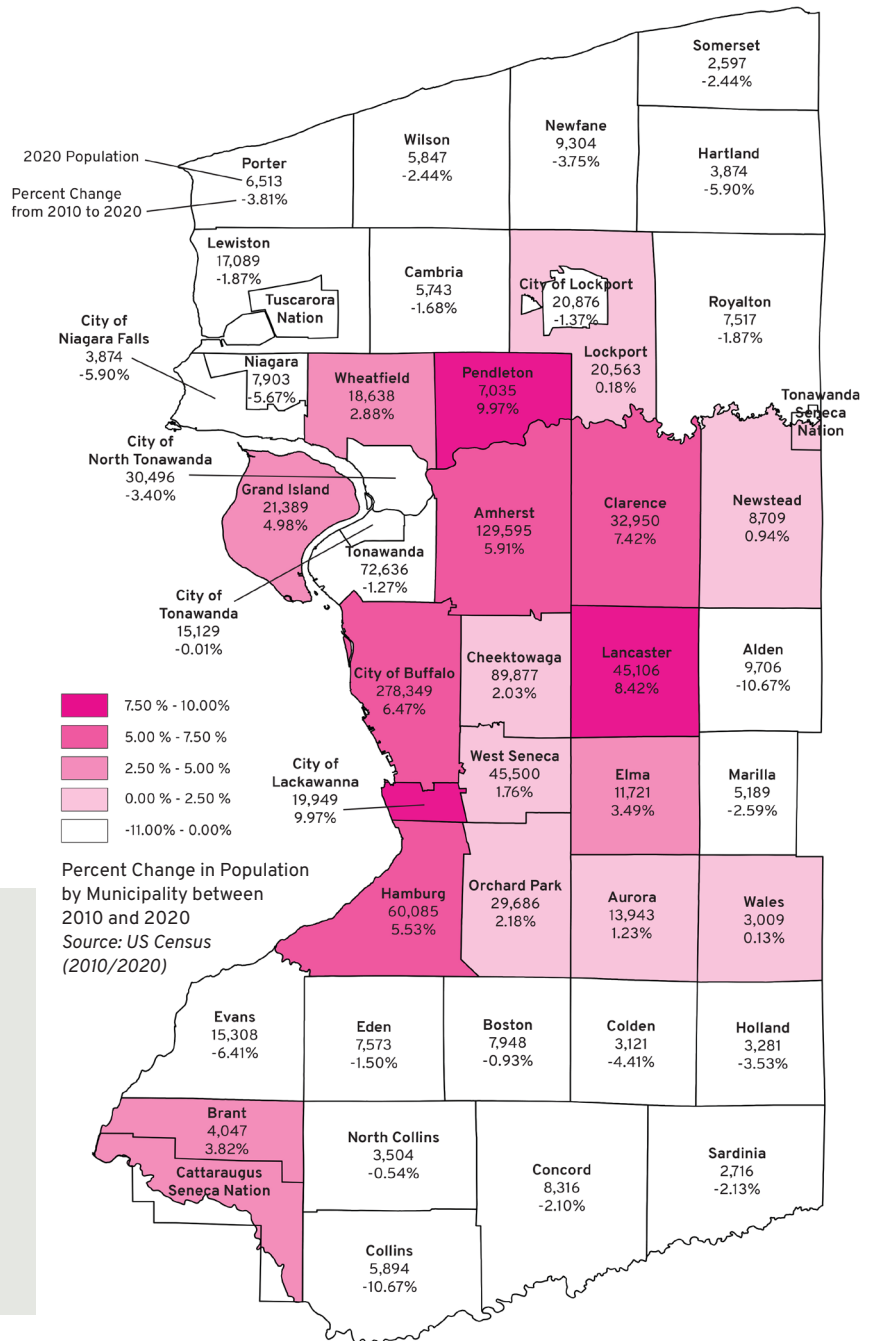 Somerset
2,597
-2.44%
Newfane
9,304
-3.75%
Wilson
5,847
-2.44%
Hartland
3,874
-5.90%
2020 Population
Porter
6,513
-3.81%
Percent Change
from 2010 to 2020
Lewiston
17,089
-1.87%
Tuscarora
Nation
Cambria
5,743
-1.68%
City of Lockport
20,876
-1.37%
Lockport
20,563
0.18%
Royalton
7,517
-1.87%
City of
Niagara Falls
3,874
-5.90%
Niagara
7,903
-5.67%
Wheatfield
18,638
2.88%
Pendleton
7,035
9.97%
Tonawanda
Seneca
Nation
City of
North Tonawanda
30,496
-3.40%
Grand Island
21,389
4.98%
Amherst
129,595
5.91%
Clarence
32,950
7.42%
Newstead
8,709
0.94%
Tonawanda
72,636
-1.27%
City of
Tonawanda
15,129
-0.01%
City of Buffalo
278,349
6.47%
Cheektowaga
89,877
2.03%
Lancaster
45,106
8.42%
Alden
9,706
-10.67%
7.50 % - 10.00%
5.00 % - 7.50 %
2.50 % - 5.00 %
0.00 % - 2.50 %
-11.00% - 0.00%
City of
Lackawanna
19,949
9.97%
West Seneca
45,500
1.76%
Elma
11,721
3.49%
Marilla
5,189
-2.59%
Percent Change in Population
by Municipality between
2010 and 2020
Source: US Census
(2010/2020)
Hamburg
60,085
5.53%
Orchard Park
29,686
2.18%
Aurora
13,943
1.23%
Wales
3,009
0.13%
Evans
15,308
-6.41%
Eden
7,573
-1.50%
Boston
7,948
-0.93%
Colden
3,121
-4.41%
Holland
3,281
-3.53%
Brant
4,047
3.82%
Cattaraugus
Seneca Nation
North Collins
3,504
-0.54%
Concord
8,316
-2.10%
Sardinia
2,716
-2.13%
Collins
5,894
-10.67%